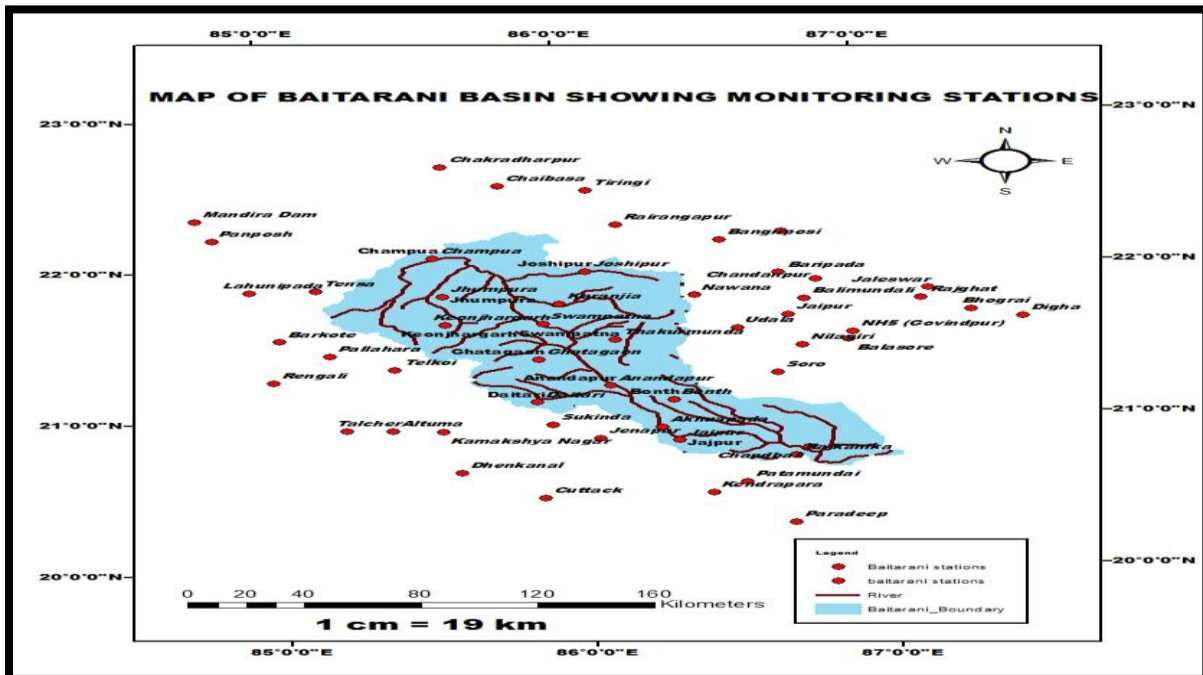 85°0'0"E 86°0'0"E 87°0'0"E
MAP OF BAITARANI BASIN SHOWING MONITORING STATIONS
23°0'0"N 23°0'0"N
N
W E
S
Chakradharpur
Chaibasa
Tiringi
Mandira Dam
Rairangapur
Panposh
Bangriposi
Champua Champua
22°0'0"N 22°0'0"N
Joshipur Joshipur
Baripada
Chandanpur
Jaleswar
Lahunipada
Tensa
Nawana
Rajghat
Jhumpura
Jhumpura
Karanjia
Balimundali
Bhograi
Digha
Jaipur
Keonjhargarh
Swampatna
Keonjhargarh Swampatna
Thakurmunda
Udala
NH5 (Govindpur)
Barkote
Nilagiri
Balasore
Pallahara
Ghatagaon Ghatagaon
Telkoi
Soro
Rengali
Anandapur Anandapur
Daitari Daitari
Bonth Bonth
21°0'0"N 21°0'0"N
Talcher Altuma
Sukinda
Akhuapada
Kamakshya Nagar
Jenapur
Jajpur
Jajpur
Chandbali
Rajkanika
Dhenkanal
Patamundai
Kendrapara
Cuttack
Paradeep
20°0'0"N 20°0'0"N
Legend
Baitarani stations
baitarani stations
River
Baitarani_Boundary
0 40 80 120 160
Kilometers
1 cm = 19 km
85°0'0"E 86°0'0"E 87°0'0"E